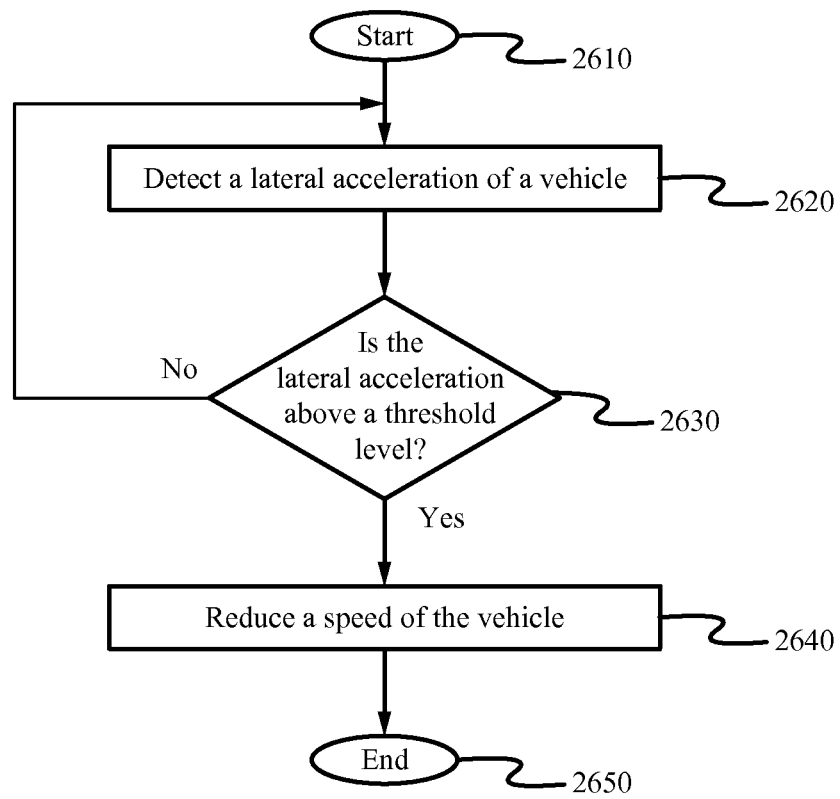 Start
2610
Detect a lateral acceleration of a vehicle
2620
Is the
lateral acceleration
above a threshold
level?
No
2630
Yes
Reduce a speed of the vehicle
2640
End
2650